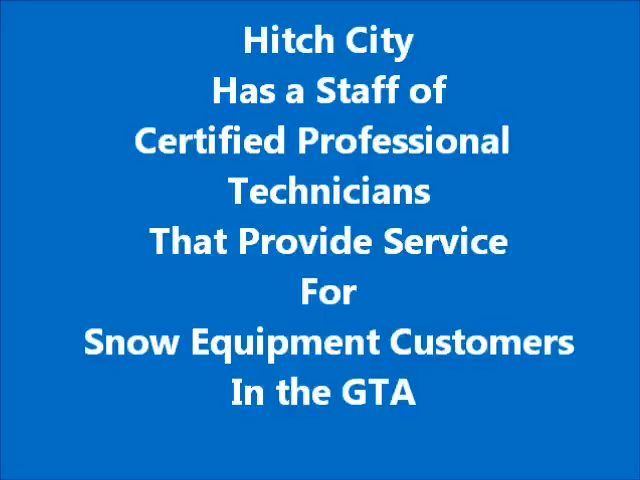 Hitch City
Has a Staff of
Certified Professional
Technicians
That Provide Service
For
Snow Equipment Customers
In the GTA